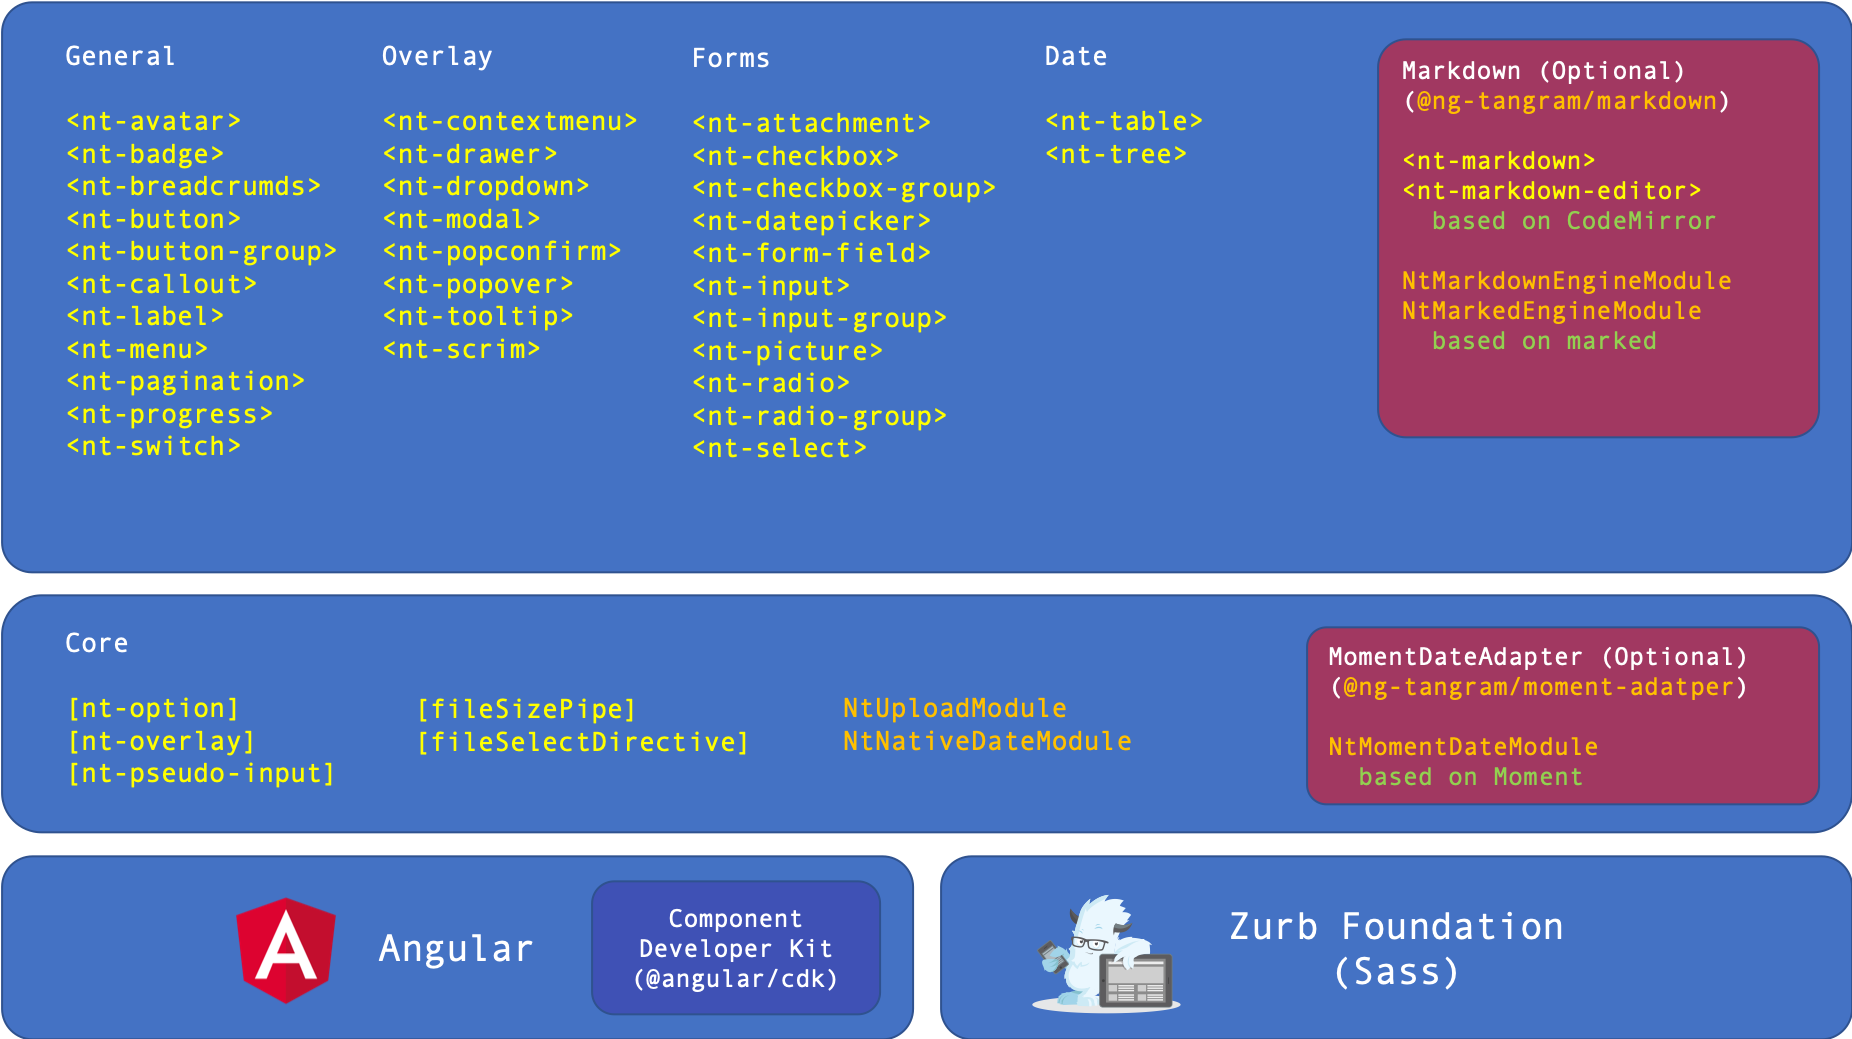 General
<nt-avatar>
<nt-badge>
<nt-breadcrumds>
<nt-button>
<nt-button-group>
<nt-callout>
<nt-label>
<nt-menu>
<nt-pagination>
<nt-progress>
<nt-switch>
Overlay
<nt-contextmenu>
<nt-drawer>
<nt-dropdown>
<nt-modal>
<nt-popconfirm>
<nt-popover>
<nt-tooltip>
<nt-scrim>
Forms
<nt-attachment>
<nt-checkbox>
<nt-checkbox-group>
<nt-datepicker>
<nt-form-field>
<nt-input>
<nt-input-group>
<nt-picture>
<nt-radio>
<nt-radio-group>
<nt-select>
Date
<nt-table>
<nt-tree>
Markdown (Optional)
(@ng-tangram/markdown)
<nt-markdown>
<nt-markdown-editor>
based on CodeMirror
NtMarkdownEngineModule
NtMarkedEngineModule
based on marked
Core
[nt-option]
[nt-overlay]
[nt-pseudo-input]
[fileSizePipe]
[fileSelectDirective]
NtUploadModule
NtNativeDateModule
MomentDateAdapter (Optional)
(@ng-tangram/moment-adatper)
NtMomentDateModule
based on Moment
A
Angular
Component
Developer Kit
(@angular/cdk)
Zurb Foundation
(Sass)